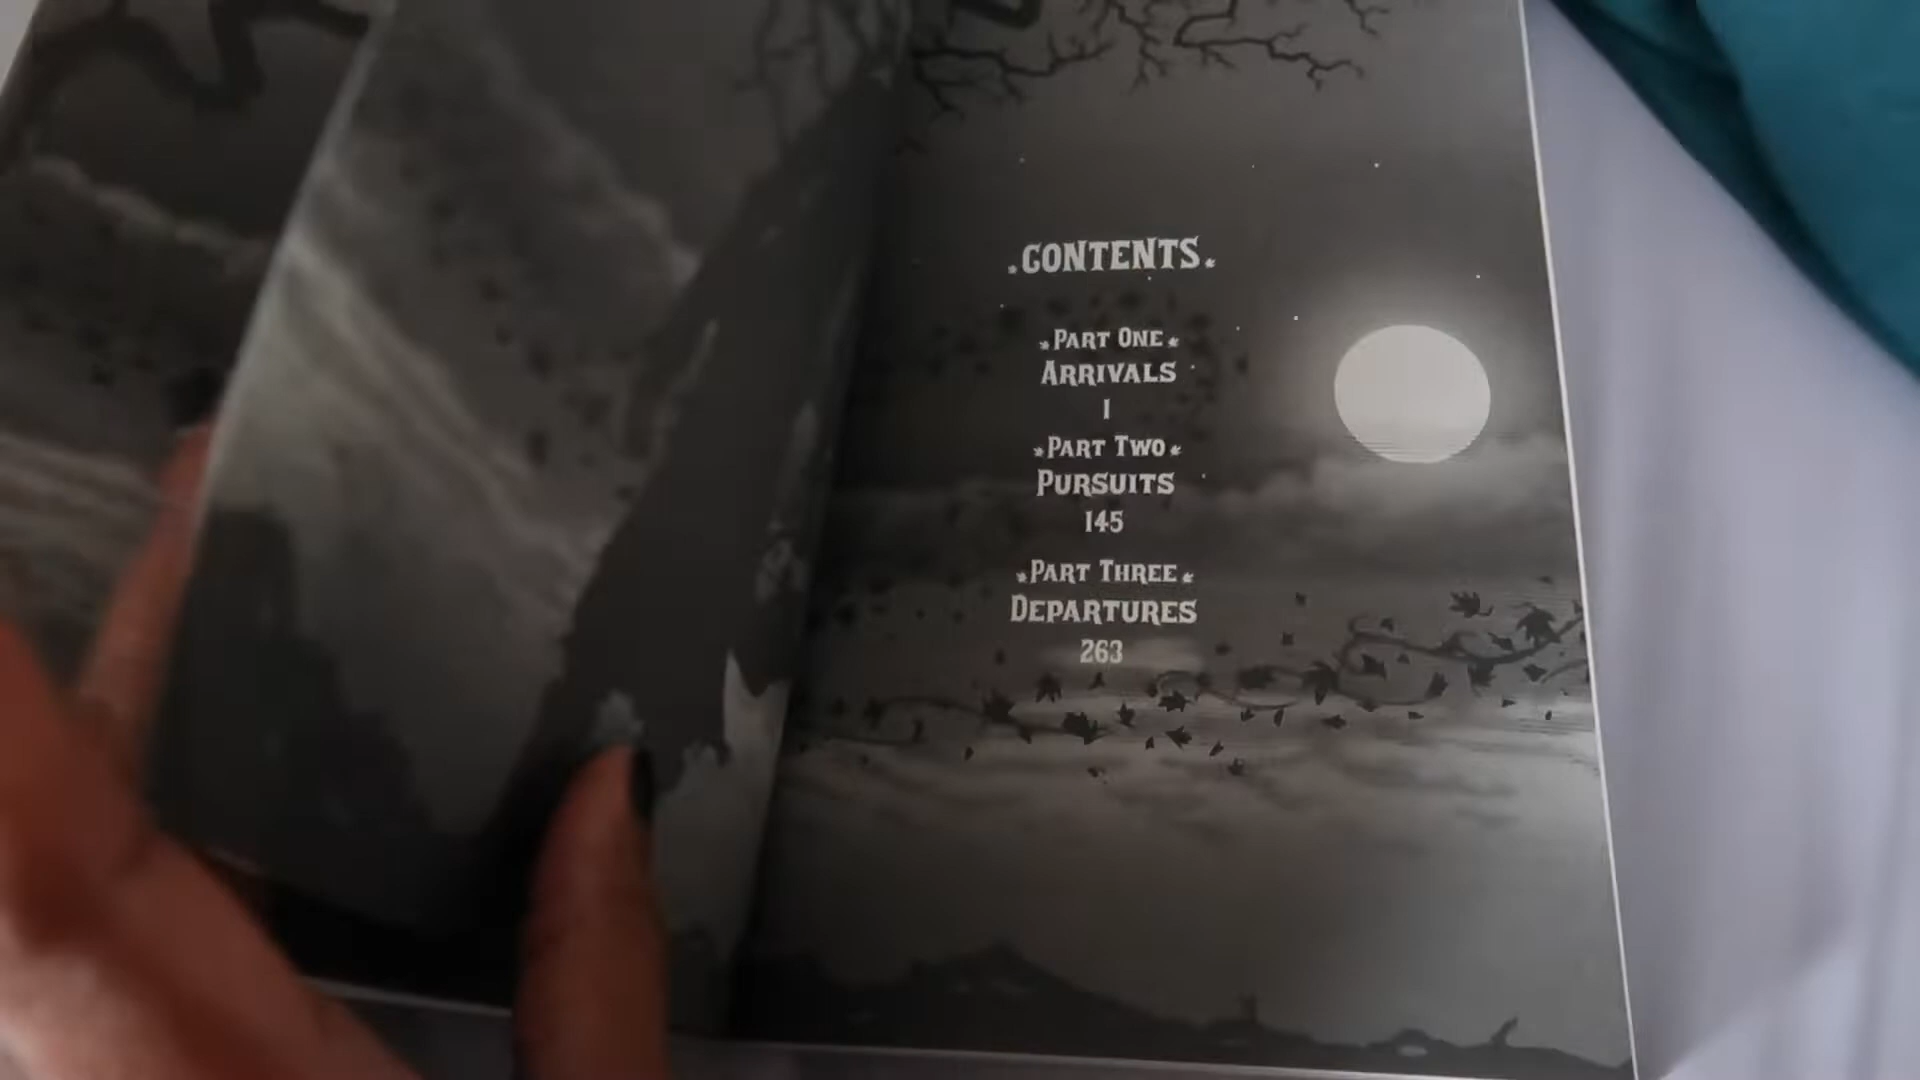 CONTENTS
PART ONE
ARRIVALS
1
PART TWO
PURSUITS
145
PART THREE
DEPARTURES
263